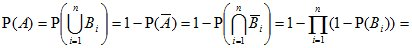 P(A) = P(⋃_{i=1}^{n} B_i) = 1 − P(A̅) = 1 − P(⋂_{i=1}^{n} B̅_i) = 1 − ∏_{i=1}^{n} (1 − P(B_i)) =